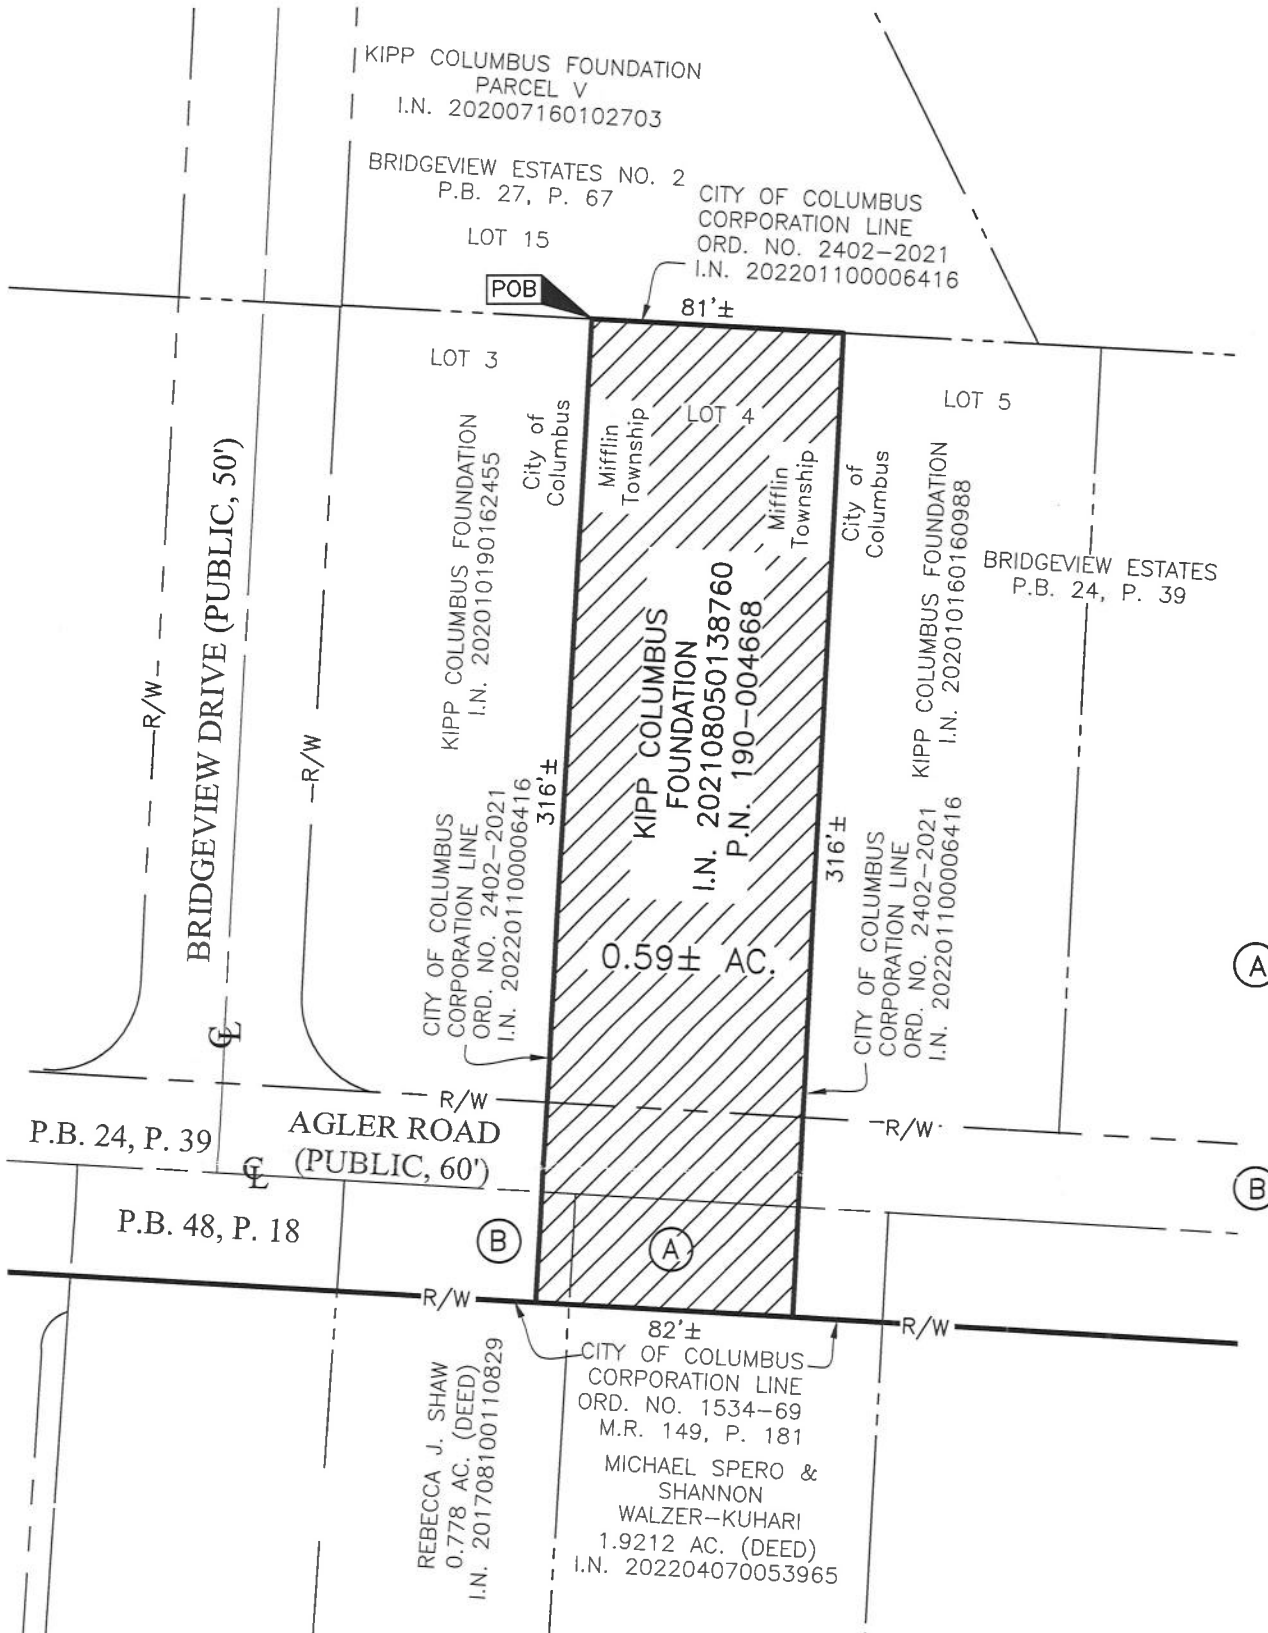 KIPP COLUMBUS FOUNDATION
PARCEL V
I.N. 202007160102703
BRIDGEVIEW ESTATES NO. 2
P.B. 27, P. 67
LOT 15
CITY OF COLUMBUS
CORPORATION LINE
ORD. NO. 2402-2021
I.N. 202201100006416
POB
81'±
LOT 3
LOT 4
LOT 5
City of
Columbus
Mifflin
Township
Mifflin
Township
City of
Columbus
BRIDGEVIEW DRIVE (PUBLIC, 50')
R/W
R/W
KIPP COLUMBUS FOUNDATION
I.N. 202010190162455
KIPP COLUMBUS
FOUNDATION
I.N. 202108050138760
P.N. 190-004668
KIPP COLUMBUS FOUNDATION
I.N. 202010160160988
BRIDGEVIEW ESTATES
P.B. 24, P. 39
316'±
316'±
CITY OF COLUMBUS
CORPORATION LINE
ORD. NO. 2402-2021
I.N. 202201100006416
0.59± AC.
CITY OF COLUMBUS
CORPORATION LINE
ORD. NO. 2402-2021
I.N. 202201100006416
A
℄
R/W
R/W
P.B. 24, P. 39
AGLER ROAD
(PUBLIC, 60')
℄
B
P.B. 48, P. 18
B
A
R/W
R/W
82'±
CITY OF COLUMBUS
CORPORATION LINE
ORD. NO. 1534-69
M.R. 149, P. 181
REBECCA J. SHAW
0.778 AC. (DEED)
I.N. 201708100110829
MICHAEL SPERO &
SHANNON
WALZER-KUHARI
1.9212 AC. (DEED)
I.N. 202204070053965